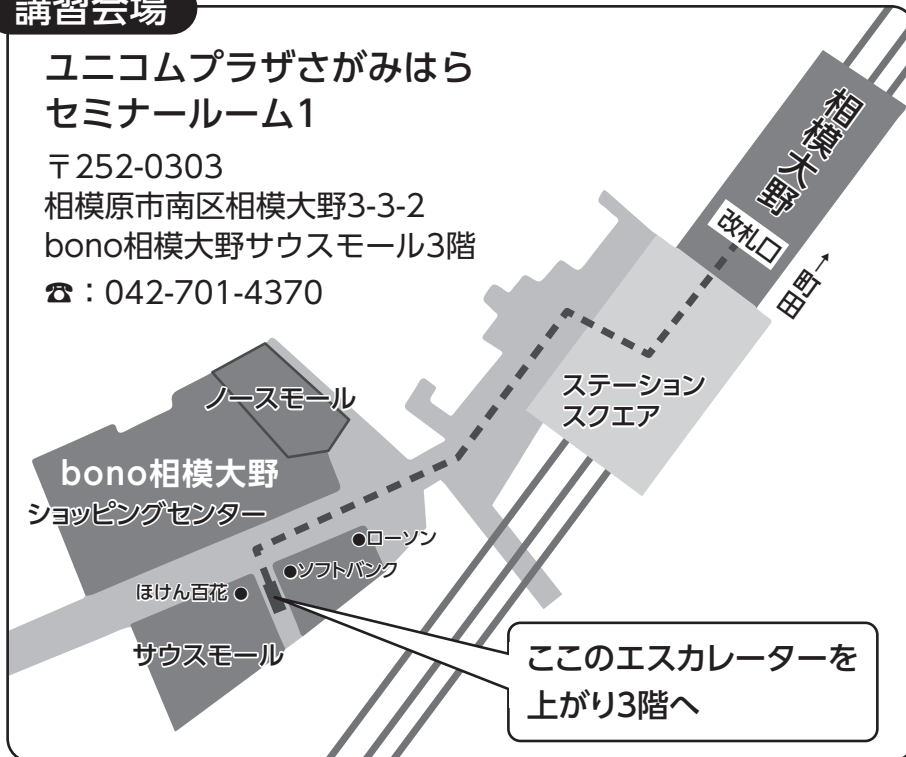 講習会場
ユニコムプラザさがみはら
セミナールーム1
〒252-0303
相模原市南区相模大野3-3-2
bono相模大野サウスモール3階
☎：042-701-4370
相模大野
改札口
→町田
ステーション
スクエア
ノースモール
bono相模大野
ショッピングセンター
●ローソン
●ソフトバンク
ほけん百花●
サウスモール
ここのエスカレーターを
上がり3階へ